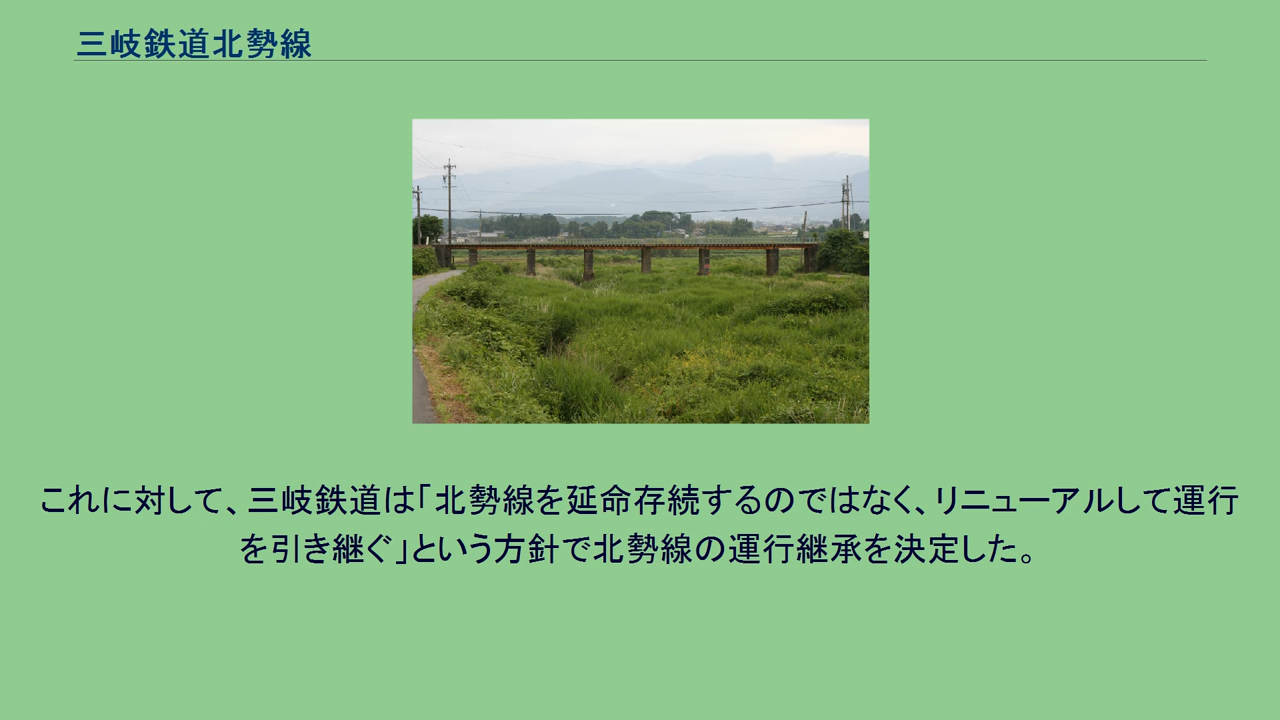 三岐鉄道北勢線
これに対して、三岐鉄道は「北勢線を延命存続するのではなく、リニューアルして運行
を引き継ぐ」という方針で北勢線の運行継承を決定した。